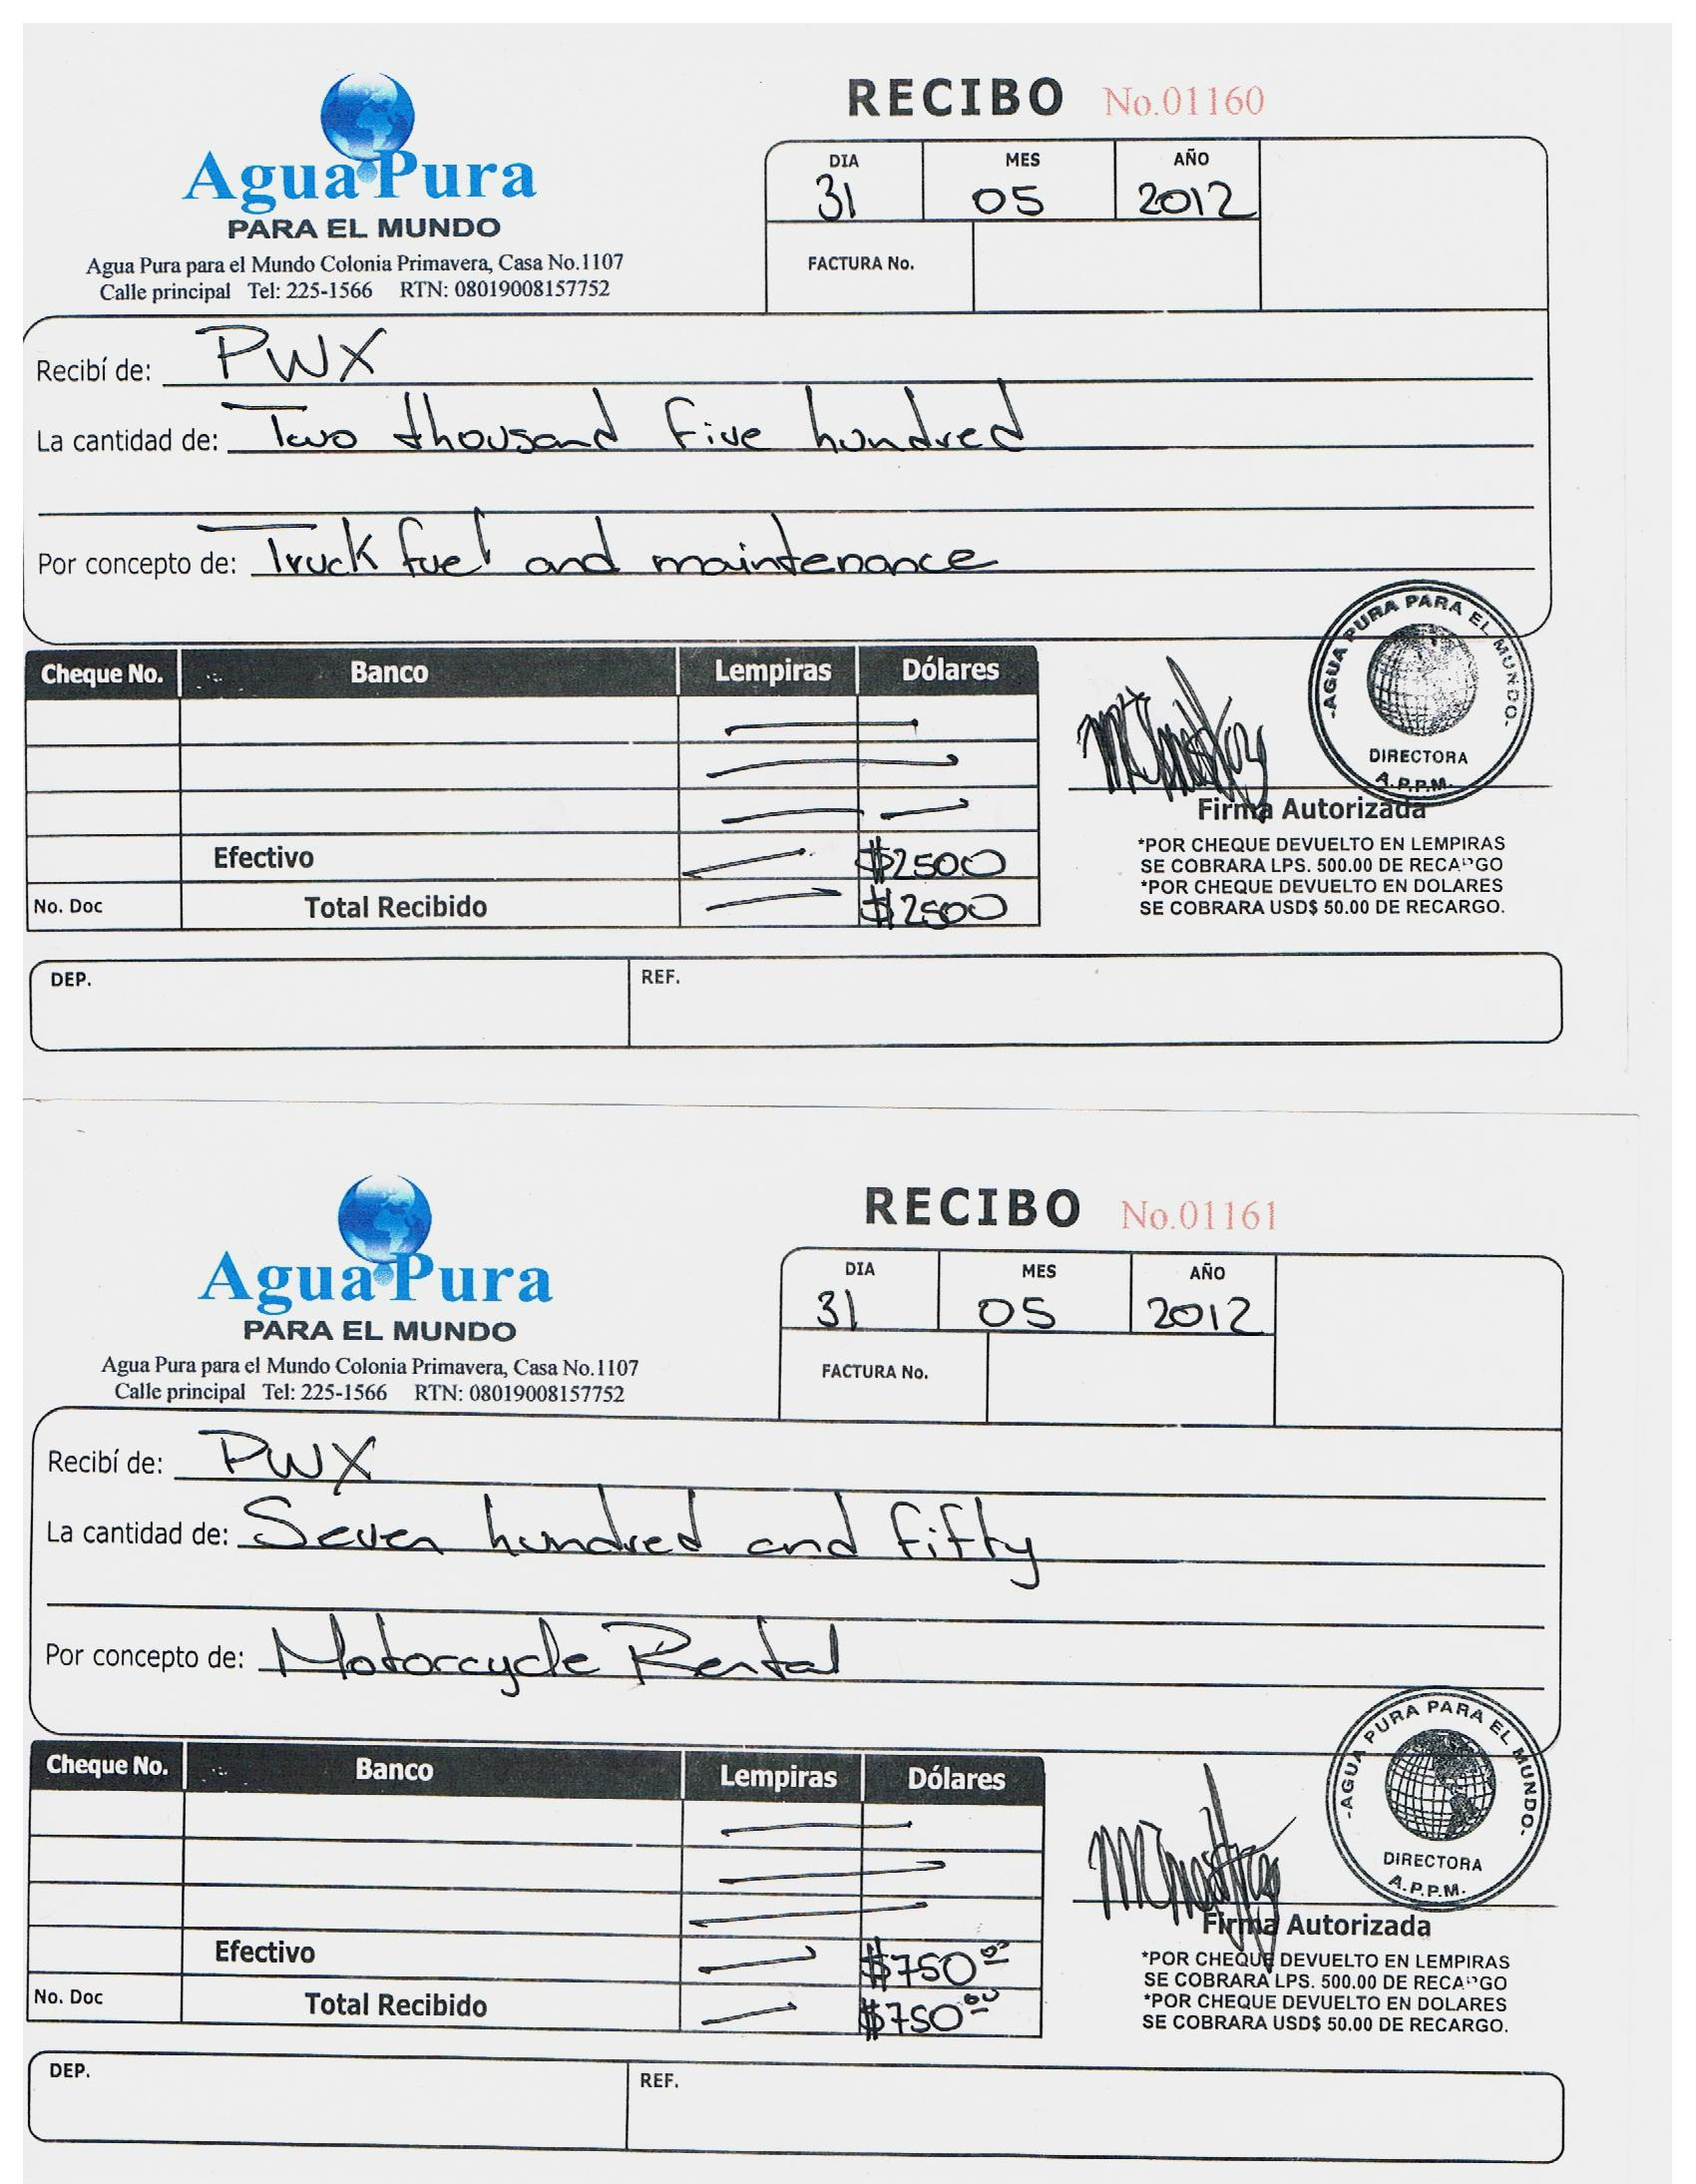 RECIBO No.01160
Agua Pura
PARA EL MUNDO
Agua Pura para el Mundo Colonia Primavera, Casa No.1107
Calle principal Tel: 225-1566 RTN: 08019008157752
DIA MES AÑO
31 05 2012
FACTURA No.
Recibí de: PWX
La cantidad de: Two thousand five hundred
Por concepto de: Truck fuel and maintenance
Cheque No. Banco Lempiras Dólares
Efectivo $2500
No. Doc Total Recibido $2500
-AGUA PURA PARA EL MUNDO-
DIRECTORA
A.P.P.M.
Firma Autorizada
*POR CHEQUE DEVUELTO EN LEMPIRAS
SE COBRARA LPS. 500.00 DE RECARGO
*POR CHEQUE DEVUELTO EN DOLARES
SE COBRARA USD$ 50.00 DE RECARGO.
DEP. REF.
RECIBO No.01161
Agua Pura
PARA EL MUNDO
Agua Pura para el Mundo Colonia Primavera, Casa No.1107
Calle principal Tel: 225-1566 RTN: 08019008157752
DIA MES AÑO
31 05 2012
FACTURA No.
Recibí de: PWX
La cantidad de: Seven hundred and fifty
Por concepto de: Motorcycle Rental
Cheque No. Banco Lempiras Dólares
Efectivo $750.00
No. Doc Total Recibido $750.00
-AGUA PURA PARA EL MUNDO-
DIRECTORA
A.P.P.M.
Firma Autorizada
*POR CHEQUE DEVUELTO EN LEMPIRAS
SE COBRARA LPS. 500.00 DE RECARGO
*POR CHEQUE DEVUELTO EN DOLARES
SE COBRARA USD$ 50.00 DE RECARGO.
DEP. REF.